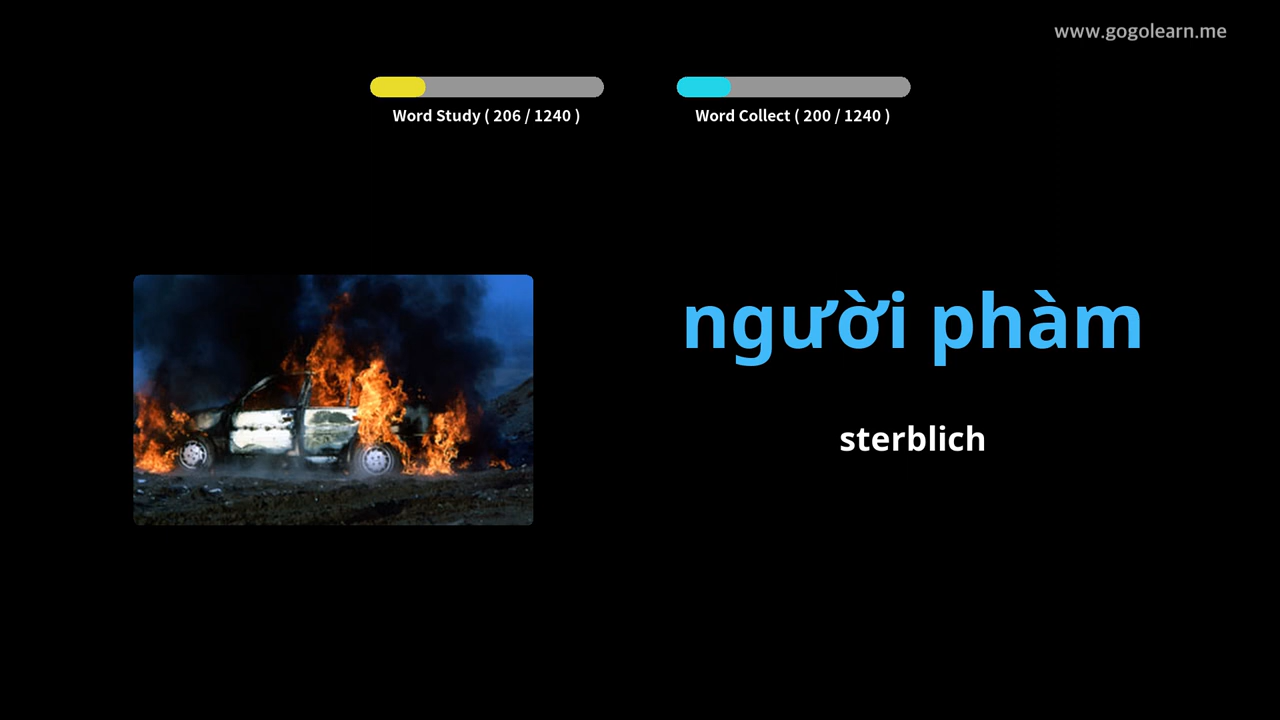 www.gogolearn.me
Word Study ( 206 / 1240 )
Word Collect ( 200 / 1240 )
người phàm
sterblich